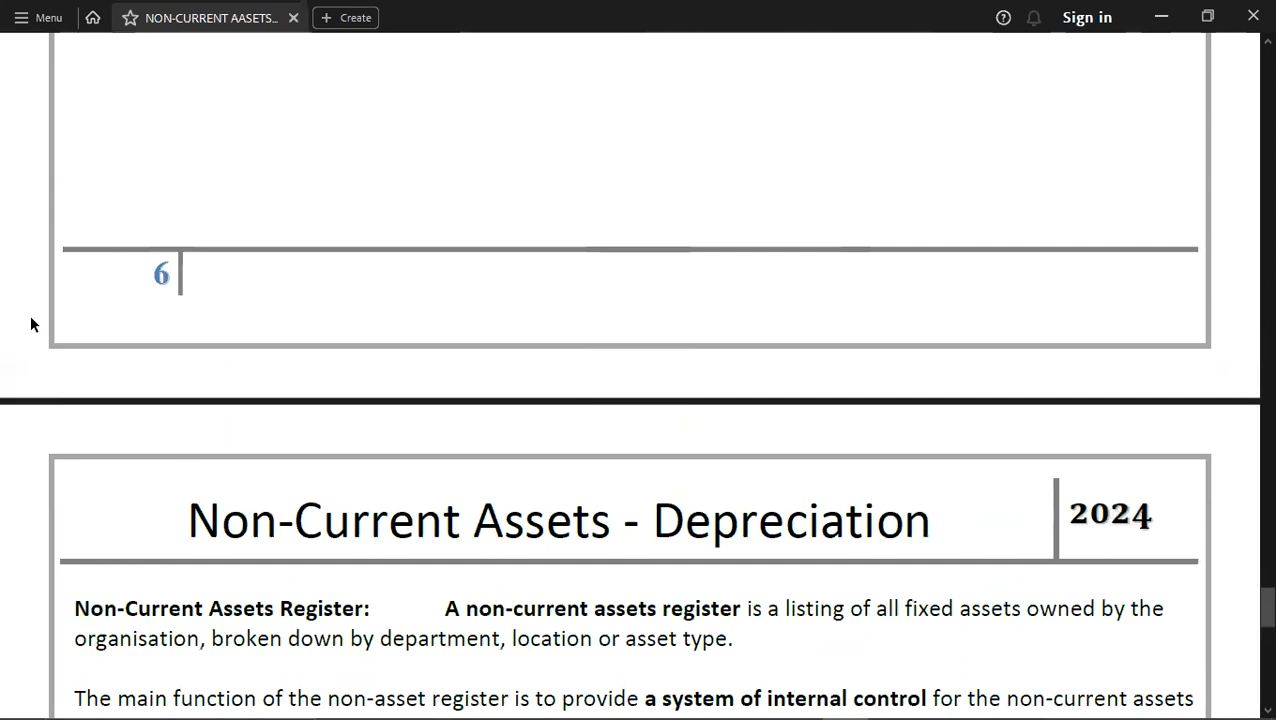 Menu
NON-CURRENT AASETS...
Create
Sign in
6
Non-Current Assets - Depreciation
2024
Non-Current Assets Register: A non-current assets register is a listing of all fixed assets owned by the
organisation, broken down by department, location or asset type.
The main function of the non-asset register is to provide a system of internal control for the non-current assets